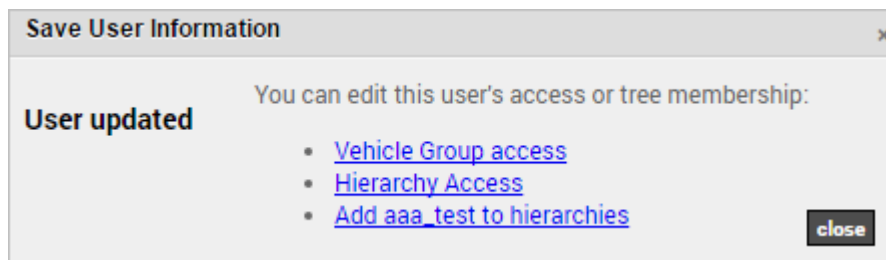 Save User Information
×
You can edit this user's access or tree membership:
User updated
• Vehicle Group access
• Hierarchy Access
• Add aaa_test to hierarchies
close